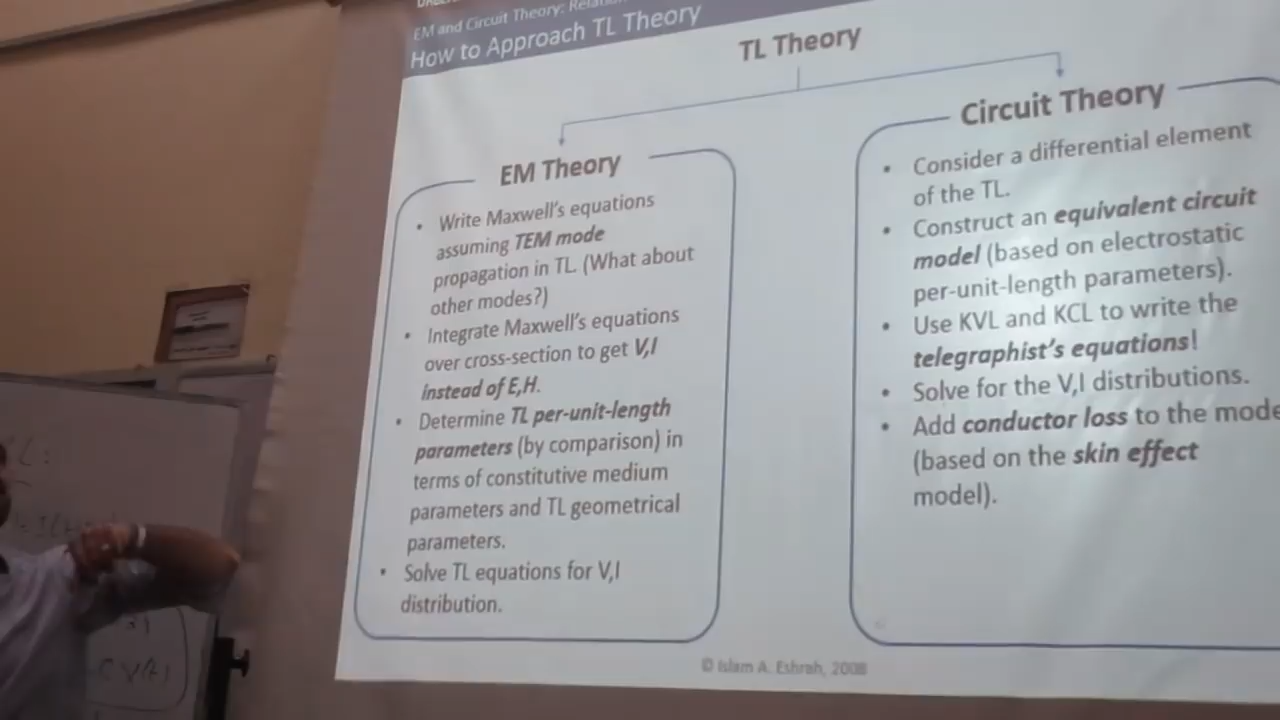 EM and Circuit Theory: Relation
How to Approach TL Theory
TL Theory
EM Theory
• Write Maxwell's equations
assuming TEM mode
propagation in TL. (What about
other modes?)
• Integrate Maxwell's equations
over cross-section to get V,I
instead of E,H.
• Determine TL per-unit-length
parameters (by comparison) in
terms of constitutive medium
parameters and TL geometrical
parameters.
• Solve TL equations for V,I
distribution.
Circuit Theory
• Consider a differential element
of the TL.
• Construct an equivalent circuit
model (based on electrostatic
per-unit-length parameters).
• Use KVL and KCL to write the
telegraphist's equations!
• Solve for the V,I distributions.
• Add conductor loss to the mode
(based on the skin effect
model).
© Islam A. Eshrah, 2008